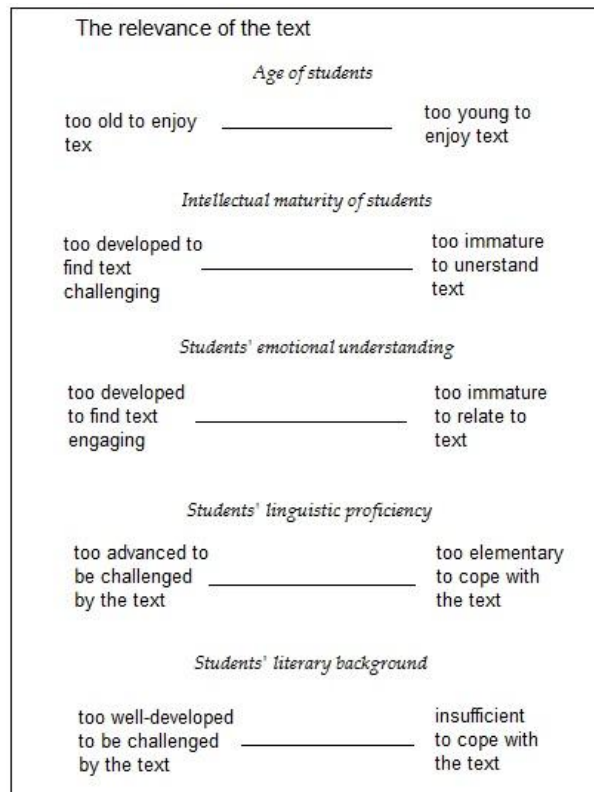 The relevance of the text
Age of students
too old to enjoy
tex
too young to
enjoy text
Intellectual maturity of students
too developed to
find text
challenging
too immature
to unerstand
text
Students' emotional understanding
too developed
to find text
engaging
too immature
to relate to
text
Students' linguistic proficiency
too advanced to
be challenged
by the text
too elementary
to cope with
the text
Students' literary background
too well-developed
to be challenged
by the text
insufficient
to cope with
the text